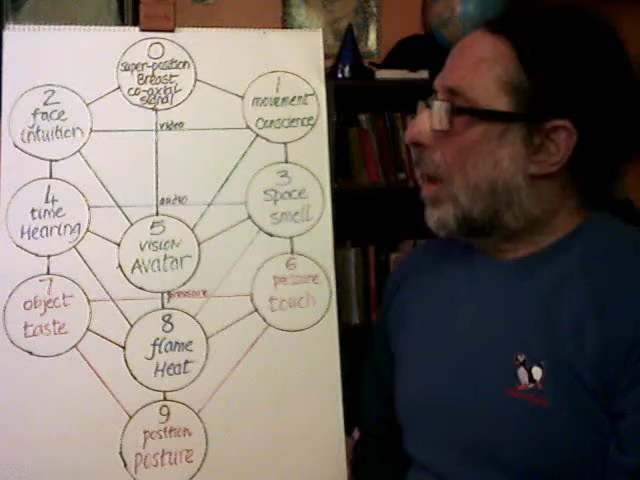 0
super-position
Breast
co-axial
signal
1
movement
conscience
2
face
intuition
video
3
space
smell
4
time
Hearing
audio
5
vision
Avatar
6
pressure
touch
7
object
taste
pressure
8
flame
Heat
9
position
posture